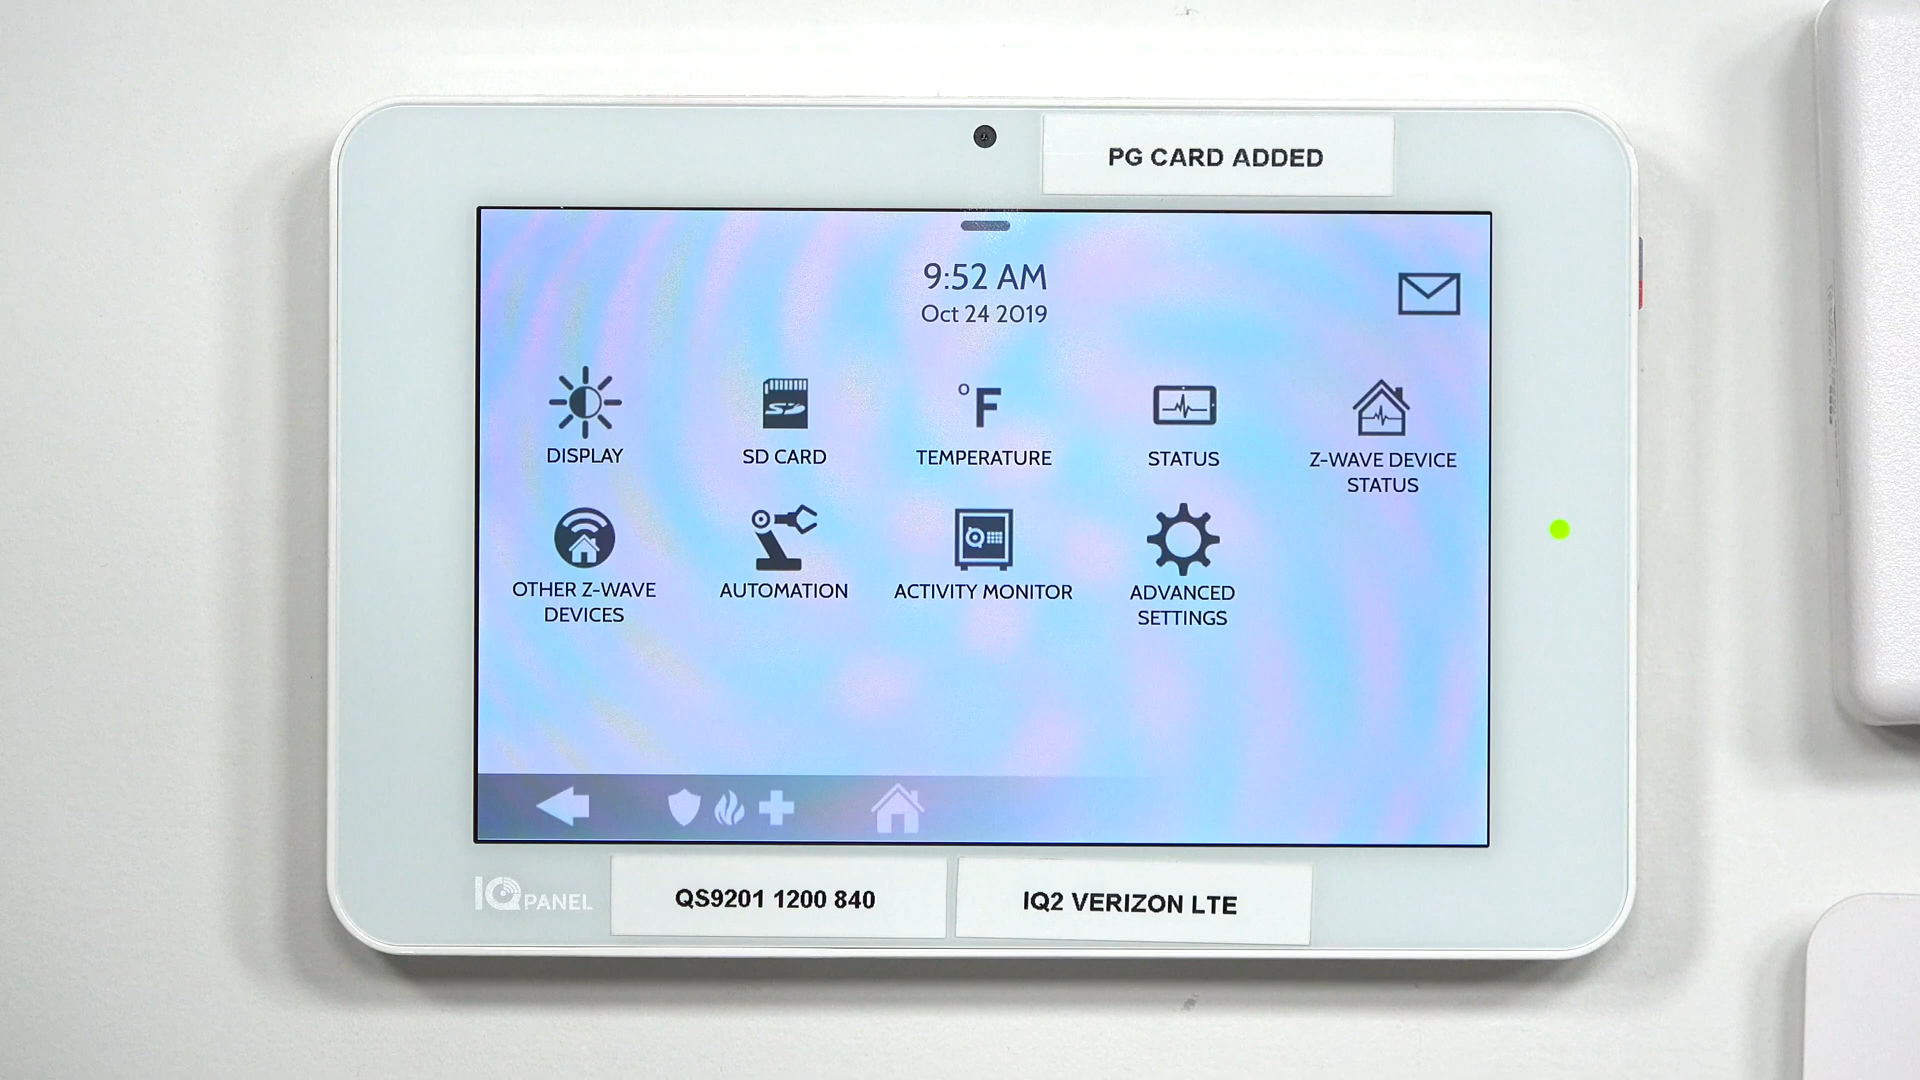 PG CARD ADDED
9:52 AM
Oct 24 2019
DISPLAY
SD CARD
°F
TEMPERATURE
STATUS
Z-WAVE DEVICE
STATUS
OTHER Z-WAVE
DEVICES
AUTOMATION
ACTIVITY MONITOR
ADVANCED
SETTINGS
IQ PANEL
QS9201 1200 840
IQ2 VERIZON LTE